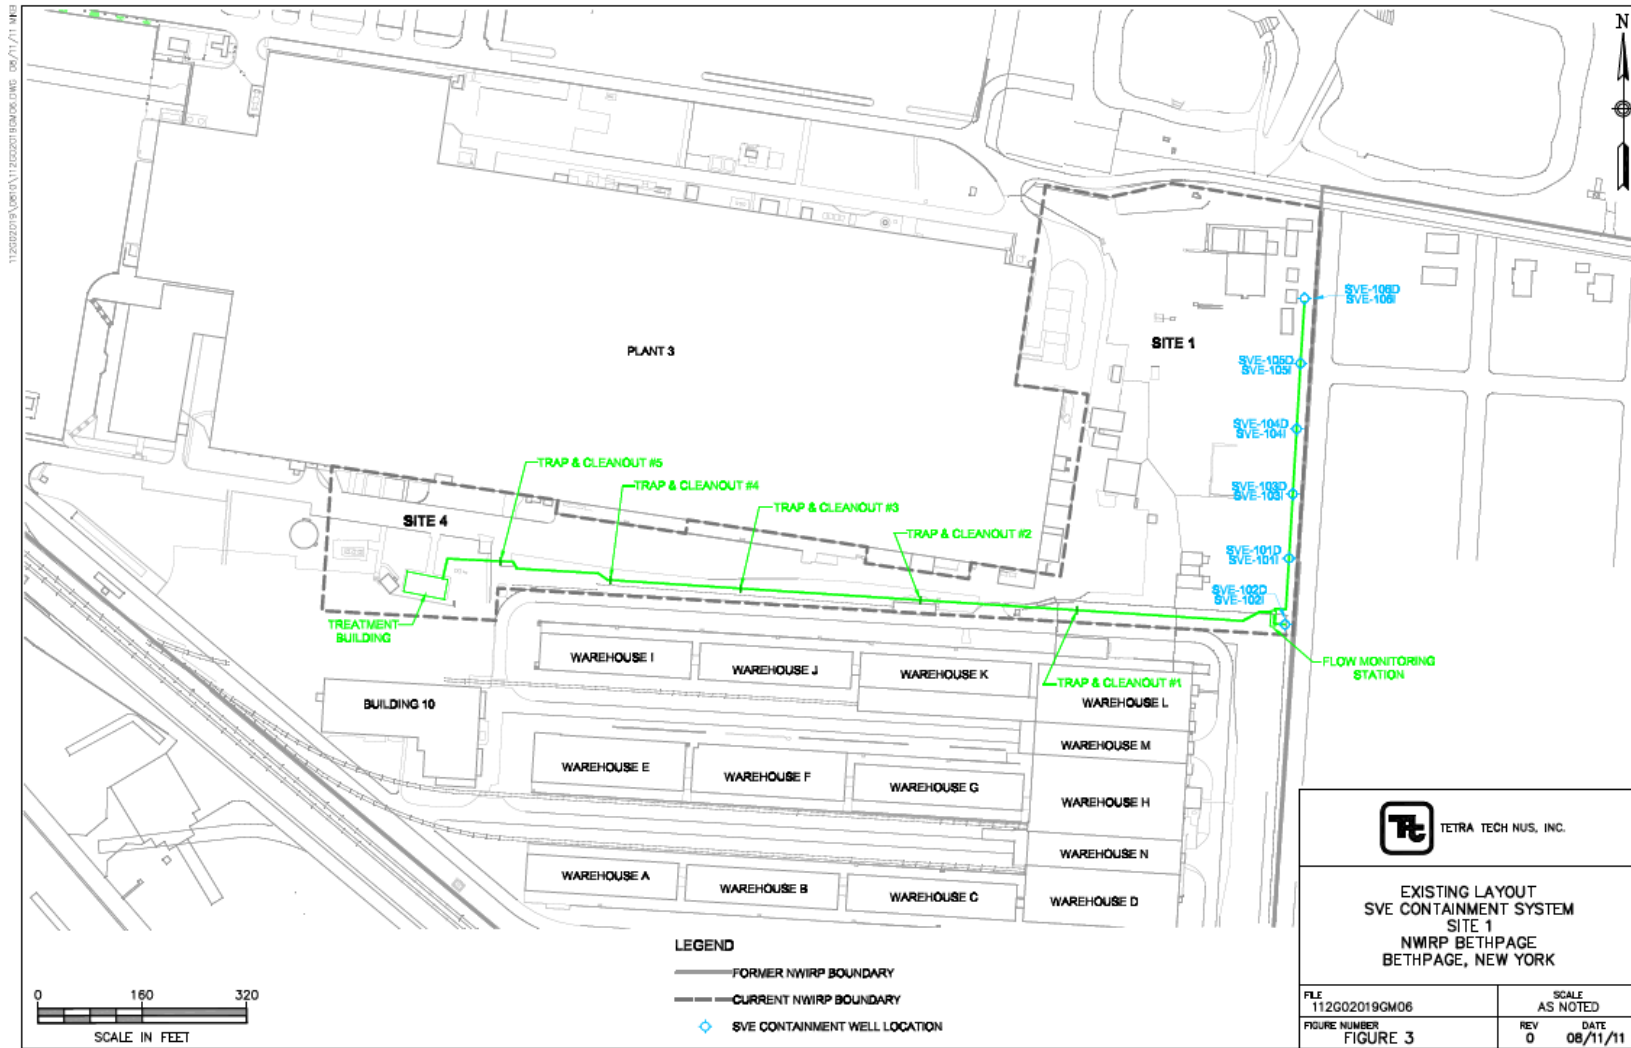 N
SVE-106D
SVE-106I
SITE 1
PLANT 3
SVE-105D
SVE-105I
SVE-104D
SVE-104I
TRAP & CLEANOUT #5
TRAP & CLEANOUT #4
SVE-103D
SVE-103I
TRAP & CLEANOUT #3
SITE 4
TRAP & CLEANOUT #2
SVE-101D
SVE-101I
SVE-102D
SVE-102I
TREATMENT
BUILDING
FLOW MONITORING
STATION
WAREHOUSE I
WAREHOUSE J
WAREHOUSE K
TRAP & CLEANOUT #1
BUILDING 10
WAREHOUSE L
WAREHOUSE M
WAREHOUSE E
WAREHOUSE F
WAREHOUSE G
WAREHOUSE H
WAREHOUSE N
WAREHOUSE A
WAREHOUSE B
WAREHOUSE C
WAREHOUSE D
LEGEND
FORMER NWIRP BOUNDARY
CURRENT NWIRP BOUNDARY
SVE CONTAINMENT WELL LOCATION
0 160 320
SCALE IN FEET
Tt
TETRA TECH NUS, INC.
EXISTING LAYOUT
SVE CONTAINMENT SYSTEM
SITE 1
NWIRP BETHPAGE
BETHPAGE, NEW YORK
FILE
112G02019GM06
SCALE
AS NOTED
FIGURE NUMBER
FIGURE 3
REV
0
DATE
08/11/11